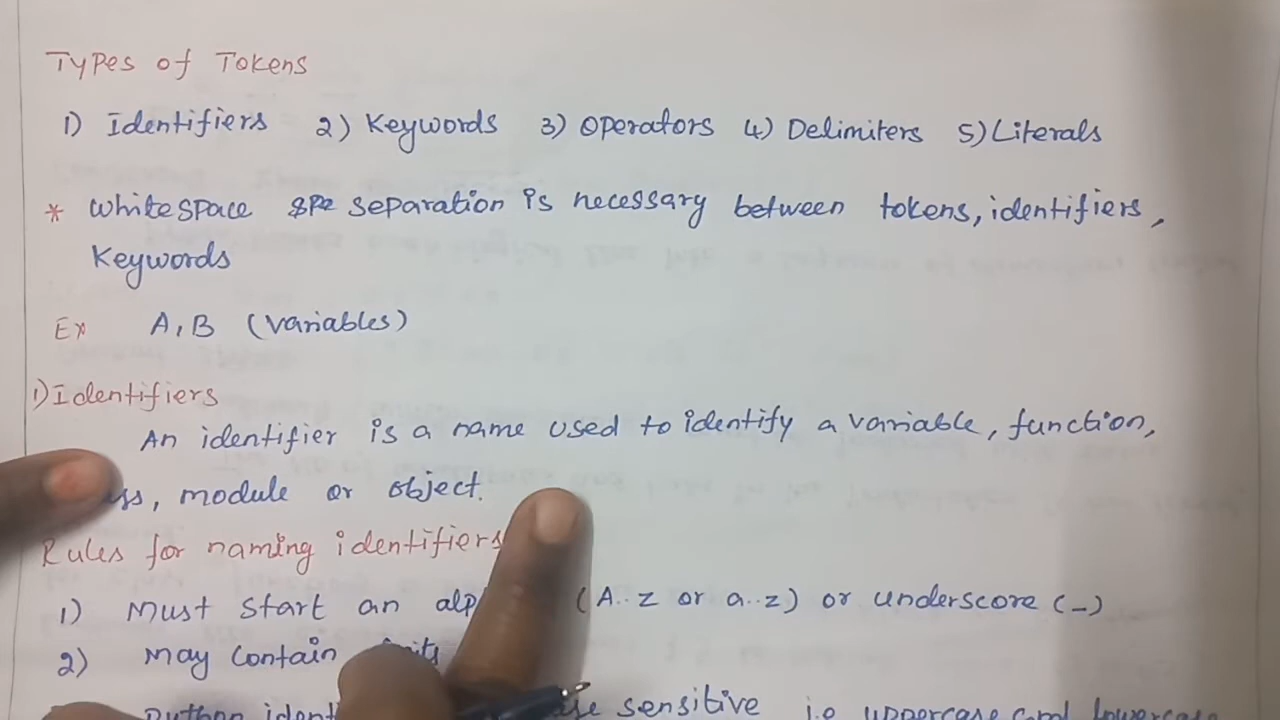 Types of Tokens
1) Identifiers 2) Keywords 3) Operators 4) Delimiters 5) Literals
* Whitespace separation is necessary between tokens, identifiers,
Keywords
Ex A, B (Variables)
1) Identifiers
An identifier is a name used to identify a variable, function,
, module or object.
Rules for naming identifiers
1) Must start an (A..Z or a..z) or underscore (_)
2) May contain
Python sensitive i.e uppercase and lowercase